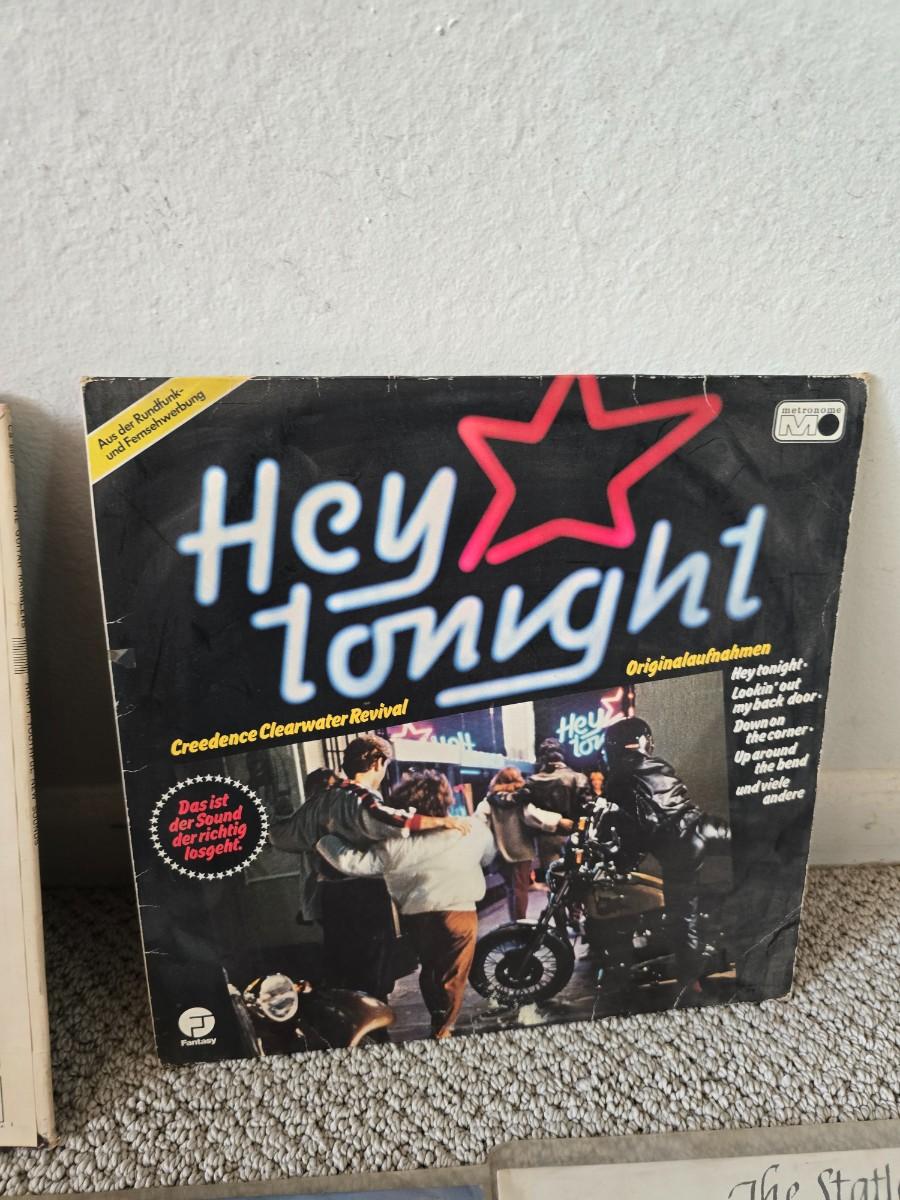 Aus der Rundfunk-
und Fernsehwerbung
metronome
Hey
tonight
Creedence Clearwater Revival
Originalaufnahmen
Hey tonight •
Lookin' out
my back door •
Down on
the corner •
Up around
the bend
und viele
andere
Das ist
der Sound
der richtig
losgeht.
Hey
Fantasy
The Statl